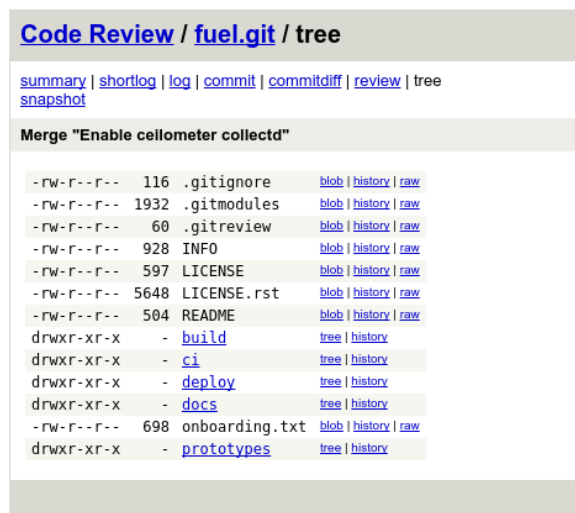 Code Review / fuel.git / tree
summary | shortlog | log | commit | commitdiff | review | tree
snapshot
Merge "Enable ceilometer collectd"
-rw-r--r-- 116 .gitignore blob | history | raw
-rw-r--r-- 1932 .gitmodules blob | history | raw
-rw-r--r-- 60 .gitreview blob | history | raw
-rw-r--r-- 928 INFO blob | history | raw
-rw-r--r-- 597 LICENSE blob | history | raw
-rw-r--r-- 5648 LICENSE.rst blob | history | raw
-rw-r--r-- 504 README blob | history | raw
drwxr-xr-x - build tree | history
drwxr-xr-x - ci tree | history
drwxr-xr-x - deploy tree | history
drwxr-xr-x - docs tree | history
-rw-r--r-- 698 onboarding.txt blob | history | raw
drwxr-xr-x - prototypes tree | history